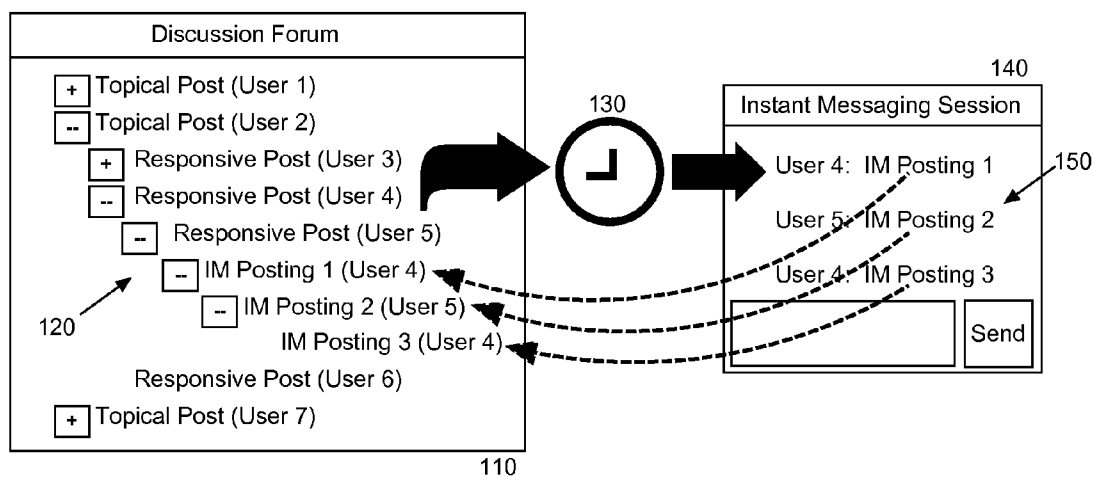 Discussion Forum
+ Topical Post (User 1)
-- Topical Post (User 2)
+ Responsive Post (User 3)
-- Responsive Post (User 4)
-- Responsive Post (User 5)
-- IM Posting 1 (User 4)
-- IM Posting 2 (User 5)
IM Posting 3 (User 4)
Responsive Post (User 6)
+ Topical Post (User 7)
120
110
130
140
Instant Messaging Session
User 4: IM Posting 1
150
User 5: IM Posting 2
User 4: IM Posting 3
Send